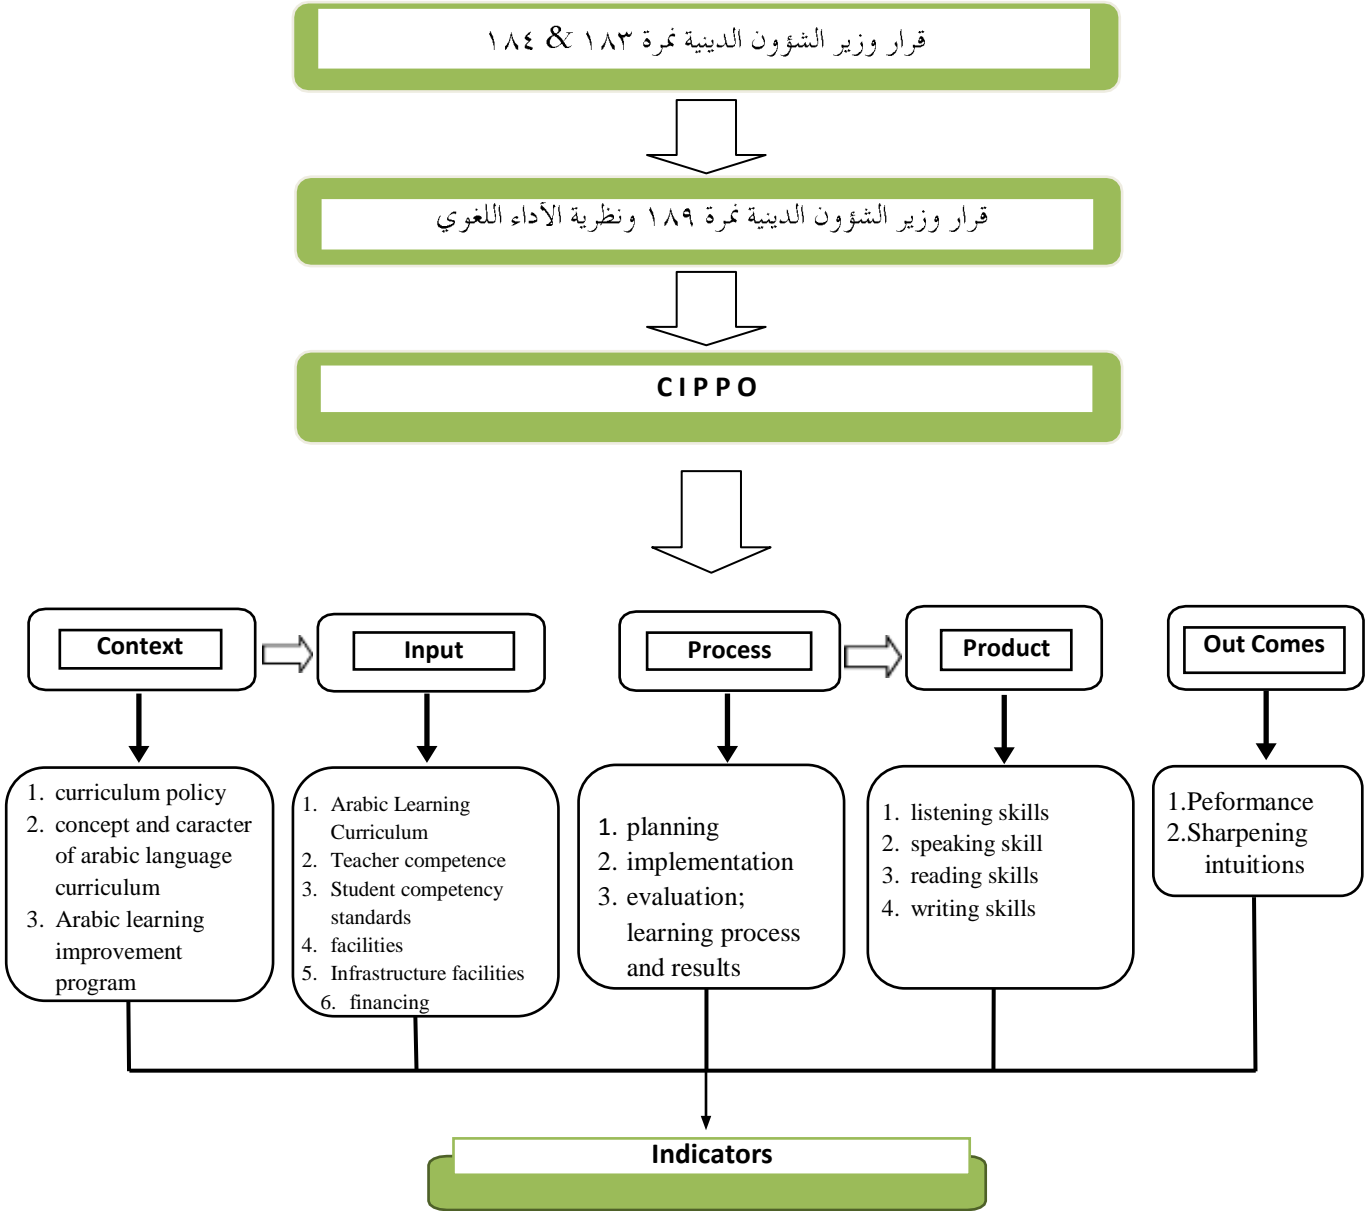 قرار وزير الشؤون الدينية نمرة ١٨٣ & ١٨٤
قرار وزير الشؤون الدينية نمرة ١٨٩ ونظرية الأداء اللغوي
CIPPO
Context
Input
Process
Product
Out Comes
1. curriculum policy
2. concept and caracter
of arabic language
curriculum
3. Arabic learning
improvement
program
1. Arabic Learning
Curriculum
2. Teacher competence
3. Student competency
standards
4. facilities
5. Infrastructure facilities
6. financing
1. planning
2. implementation
3. evaluation;
learning process
and results
1. listening skills
2. speaking skill
3. reading skills
4. writing skills
1.Peformance
2.Sharpening
intuitions
Indicators